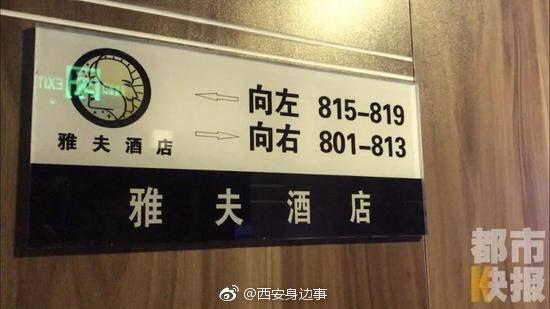 向左 815-819
向右 801-813
雅夫酒店
雅夫酒店
EXIT
都市
快报
@西安身边事